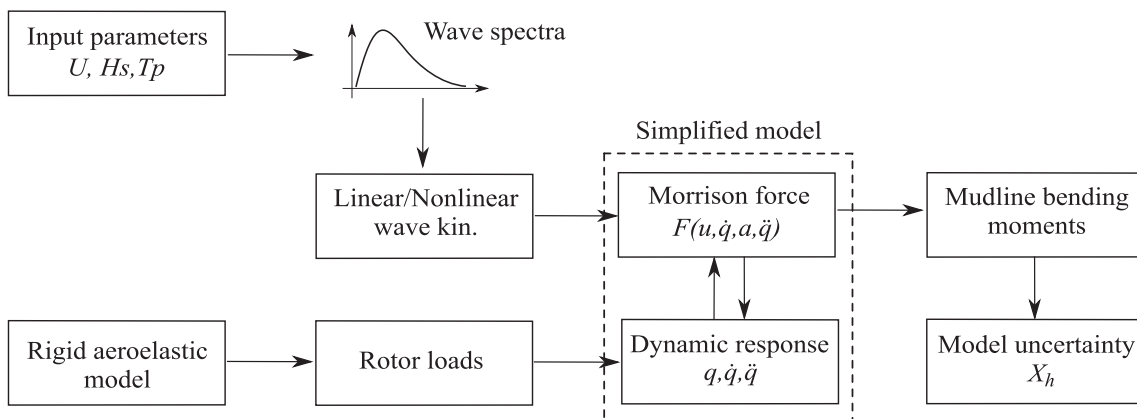 Input parameters
U, Hs,Tp
Wave spectra
Simplified model
Linear/Nonlinear
wave kin.
Morrison force
F(u,q̇,a,q̈)
Mudline bending
moments
Rigid aeroelastic
model
Rotor loads
Dynamic response
q,q̇,q̈
Model uncertainty
X_h